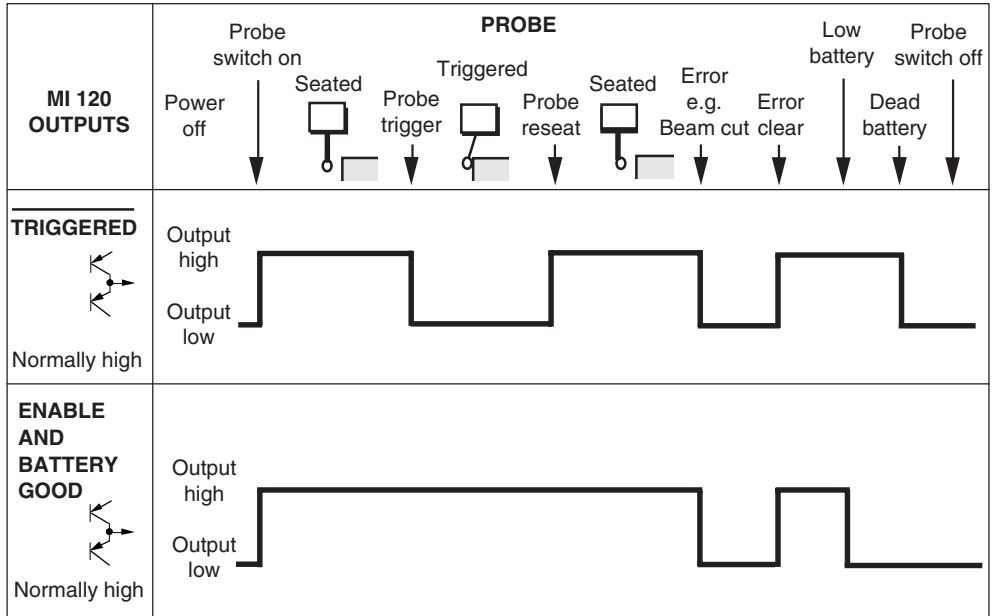 MI 120
OUTPUTS
PROBE
Power
off
Probe
switch on
Seated
Probe
trigger
Triggered
Probe
reseat
Seated
Error
e.g.
Beam cut
Error
clear
Low
battery
Dead
battery
Probe
switch off
TRIGGERED
Normally high
Output
high
Output
low
ENABLE
AND
BATTERY
GOOD
Normally high
Output
high
Output
low